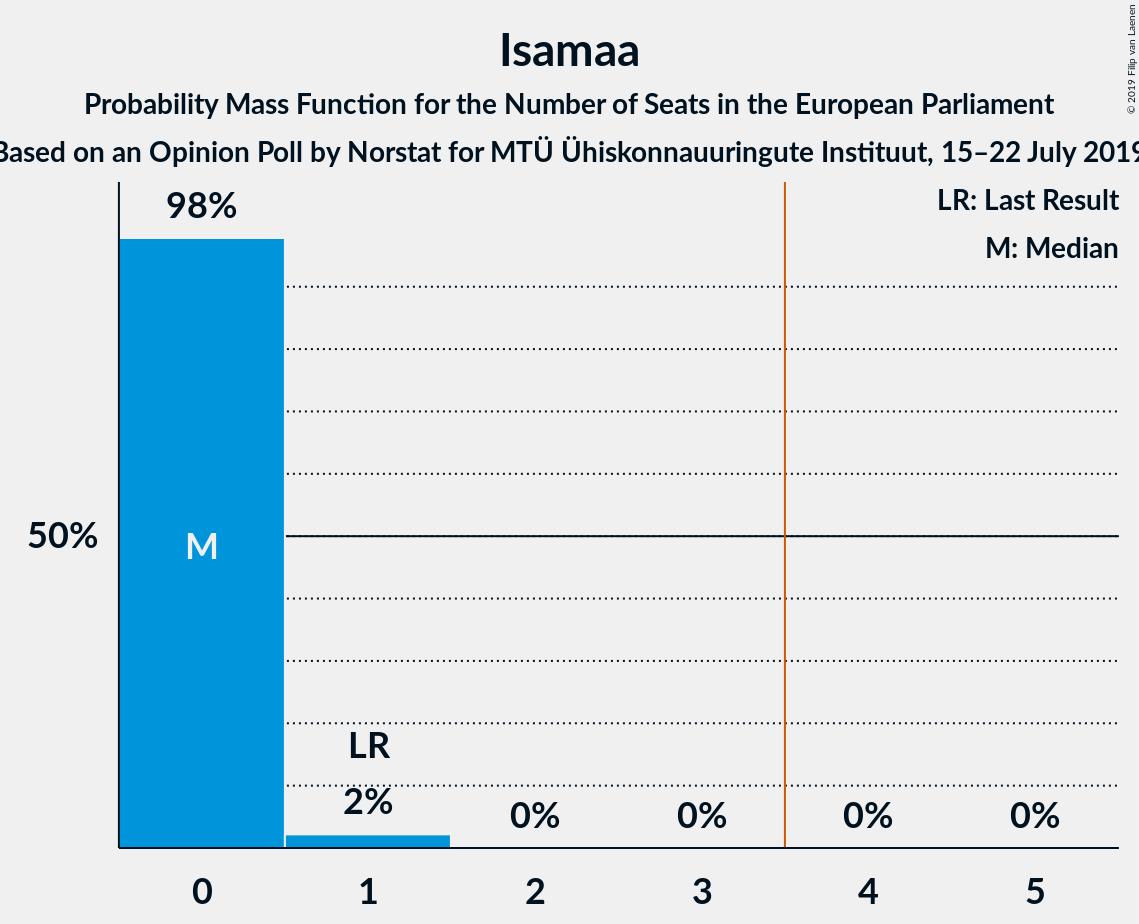 Isamaa
Probability Mass Function for the Number of Seats in the European Parliament
Based on an Opinion Poll by Norstat for MTÜ Ühiskonnauuringute Instituut, 15–22 July 2019
© 2019 Filip van Laenen
LR: Last Result
M: Median
98%
50%
M
LR
2%
0%
0%
0%
0%
0
1
2
3
4
5